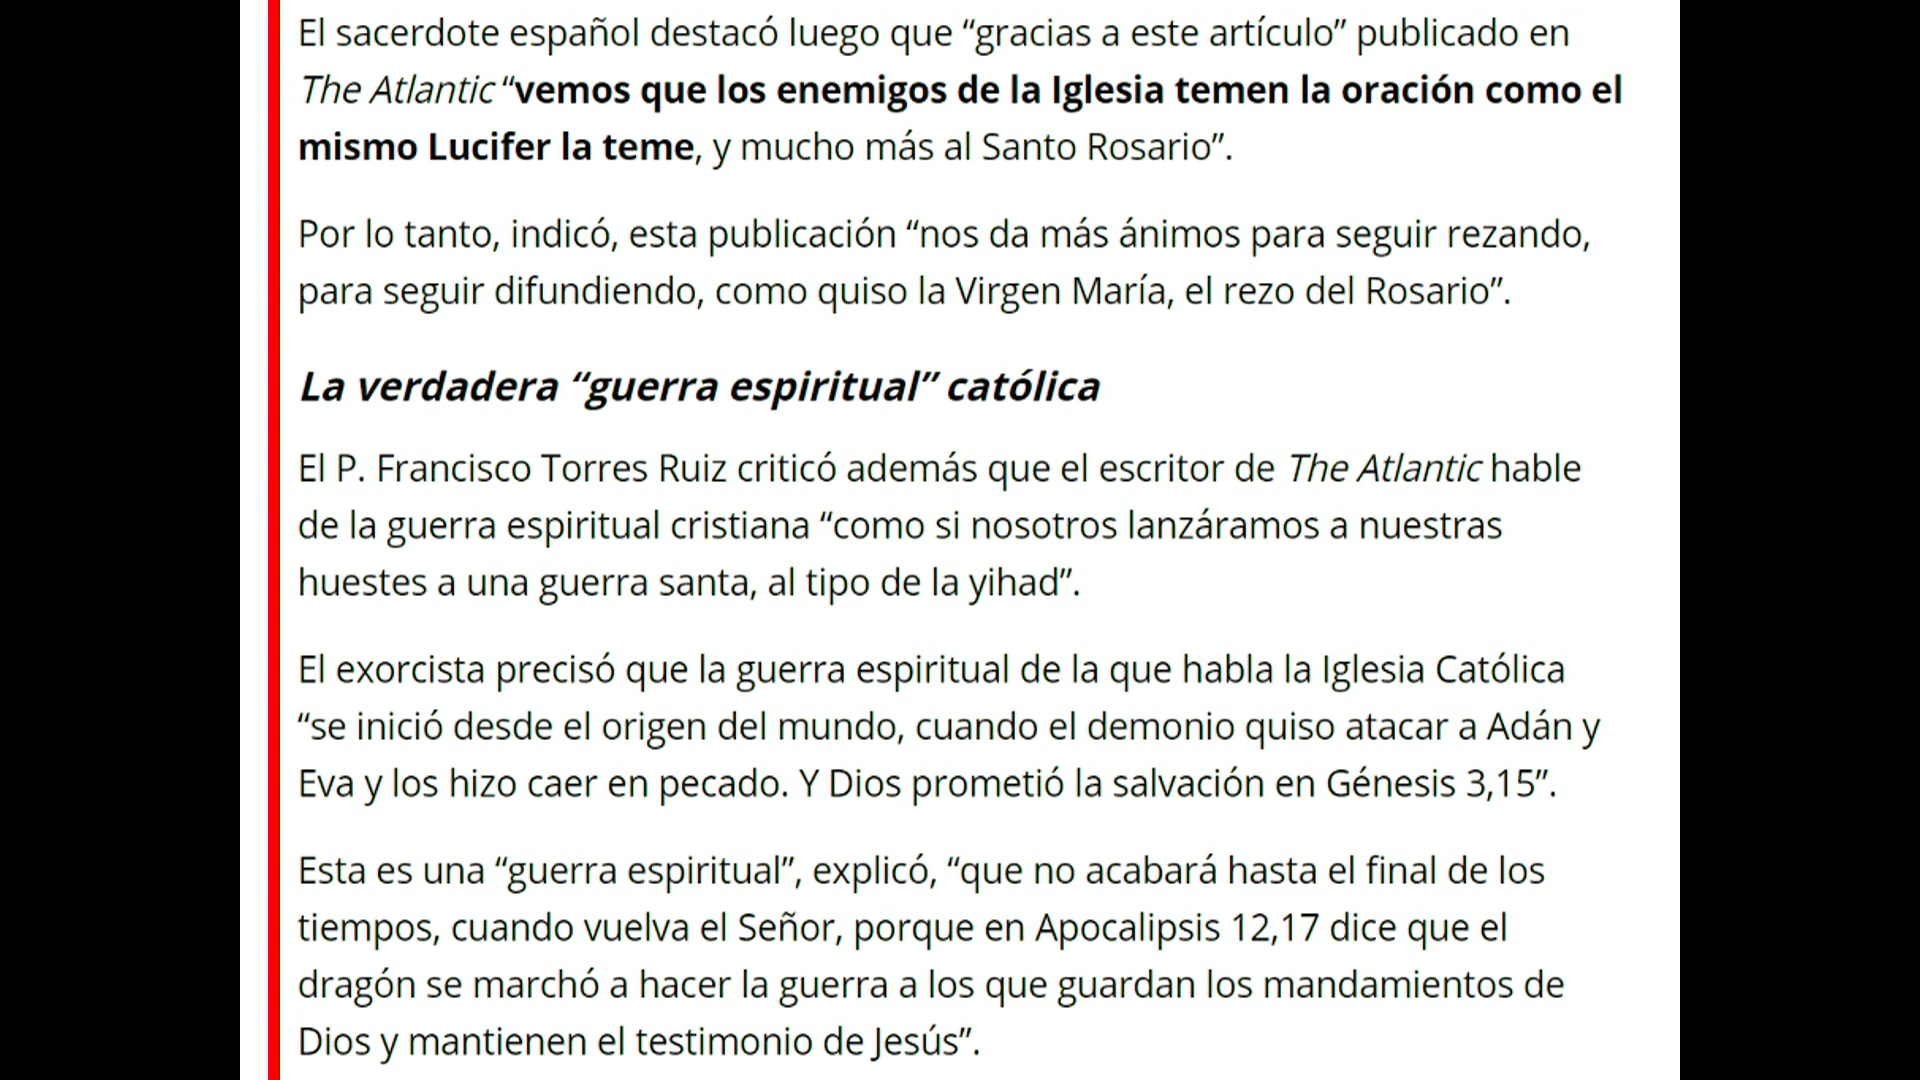 El sacerdote español destacó luego que “gracias a este artículo” publicado en
The Atlantic “vemos que los enemigos de la Iglesia temen la oración como el
mismo Lucifer la teme, y mucho más al Santo Rosario”.
Por lo tanto, indicó, esta publicación “nos da más ánimos para seguir rezando,
para seguir difundiendo, como quiso la Virgen María, el rezo del Rosario”.
La verdadera “guerra espiritual” católica
El P. Francisco Torres Ruiz criticó además que el escritor de The Atlantic hable
de la guerra espiritual cristiana “como si nosotros lanzáramos a nuestras
huestes a una guerra santa, al tipo de la yihad”.
El exorcista precisó que la guerra espiritual de la que habla la Iglesia Católica
“se inició desde el origen del mundo, cuando el demonio quiso atacar a Adán y
Eva y los hizo caer en pecado. Y Dios prometió la salvación en Génesis 3,15”.
Esta es una “guerra espiritual”, explicó, “que no acabará hasta el final de los
tiempos, cuando vuelva el Señor, porque en Apocalipsis 12,17 dice que el
dragón se marchó a hacer la guerra a los que guardan los mandamientos de
Dios y mantienen el testimonio de Jesús”.